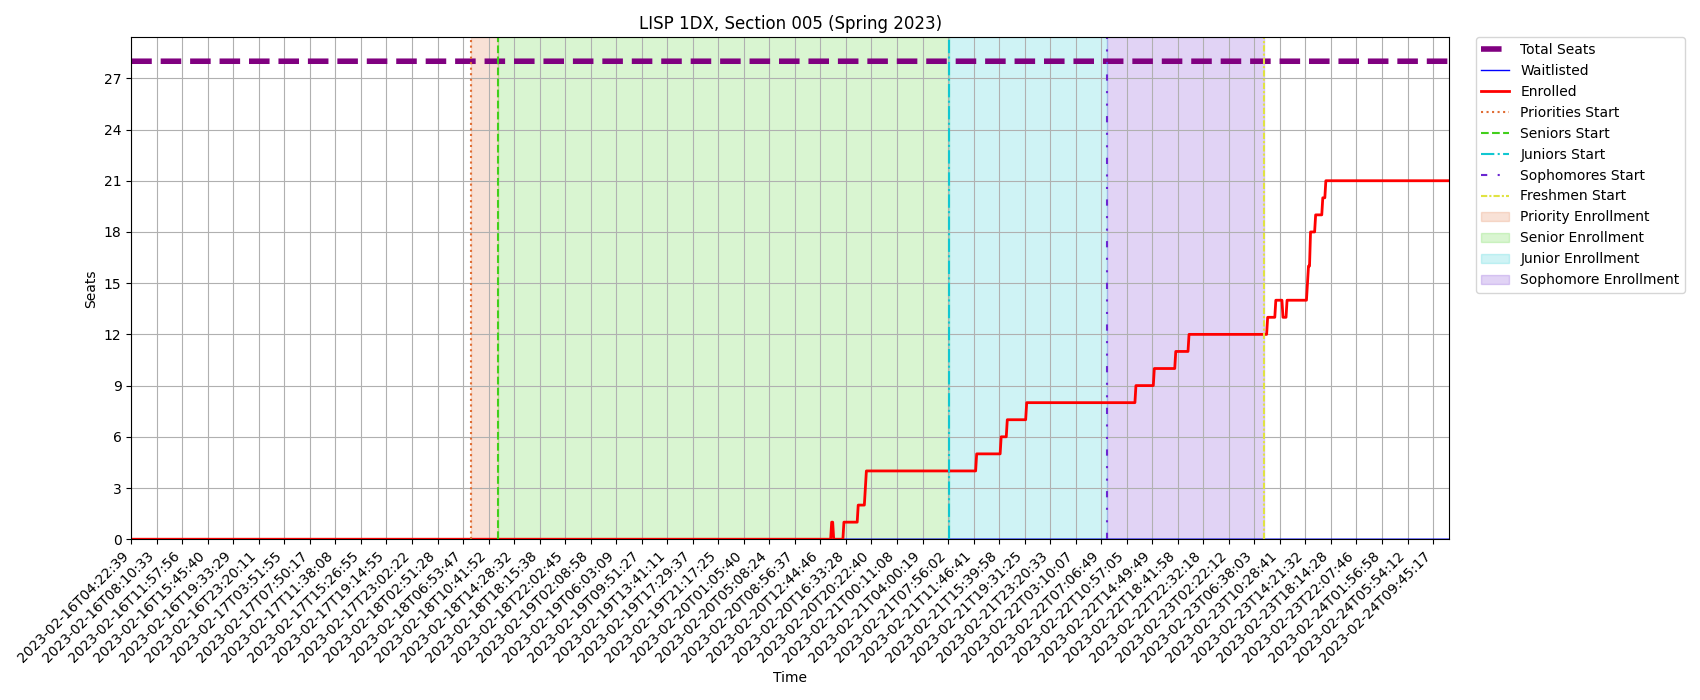 LISP 1DX, Section 005 (Spring 2023)
Total Seats
Waitlisted
Enrolled
Priorities Start
Seniors Start
Juniors Start
Sophomores Start
Freshmen Start
Priority Enrollment
Senior Enrollment
Junior Enrollment
Sophomore Enrollment
Seats
27
24
21
18
15
12
9
6
3
0
2023-02-16T04:22:39
2023-02-16T08:10:33
2023-02-16T11:57:56
2023-02-16T15:45:40
2023-02-16T19:33:29
2023-02-16T23:20:11
2023-02-17T03:51:55
2023-02-17T07:50:17
2023-02-17T11:38:08
2023-02-17T15:26:55
2023-02-17T19:14:55
2023-02-17T23:02:22
2023-02-18T02:51:28
2023-02-18T06:53:47
2023-02-18T10:41:52
2023-02-18T14:28:32
2023-02-18T18:15:38
2023-02-18T22:02:45
2023-02-19T02:08:58
2023-02-19T06:03:09
2023-02-19T09:51:27
2023-02-19T13:41:11
2023-02-19T17:29:37
2023-02-19T21:17:25
2023-02-20T01:05:40
2023-02-20T05:08:24
2023-02-20T08:56:37
2023-02-20T12:44:46
2023-02-20T16:33:28
2023-02-20T20:22:40
2023-02-21T00:11:08
2023-02-21T04:00:19
2023-02-21T07:56:02
2023-02-21T11:46:41
2023-02-21T15:39:58
2023-02-21T19:31:25
2023-02-21T23:20:33
2023-02-22T03:10:07
2023-02-22T07:06:49
2023-02-22T10:57:05
2023-02-22T14:49:49
2023-02-22T18:41:58
2023-02-22T22:32:18
2023-02-23T02:22:12
2023-02-23T06:38:03
2023-02-23T10:28:41
2023-02-23T14:21:32
2023-02-23T18:14:28
2023-02-23T22:07:46
2023-02-24T01:56:58
2023-02-24T05:54:12
2023-02-24T09:45:17
Time